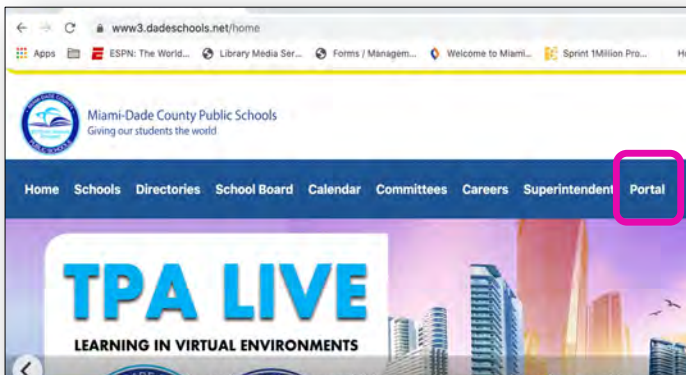 www3.dadeschools.net/home
Apps ESPN: The World... Library Media Ser... Forms / Managem... Welcome to Miami... Sprint 1Million Pro...
Miami-Dade County Public Schools
Giving our students the world
Home Schools Directories School Board Calendar Committees Careers Superintendent Portal
TPA LIVE
LEARNING IN VIRTUAL ENVIRONMENTS